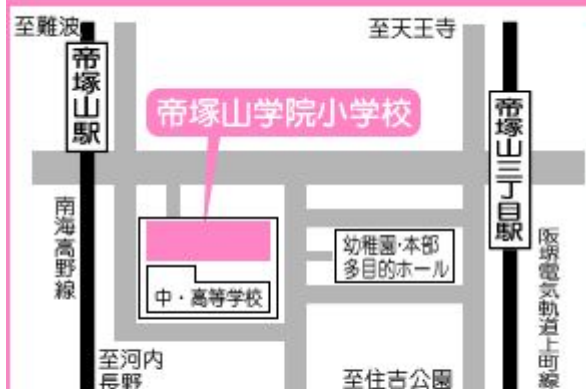 至難波
至天王寺
帝塚山駅
帝塚山学院小学校
帝塚山三丁目駅
南海高野線
幼稚園・本部
多目的ホール
中・高等学校
阪堺電気軌道上町線
至河内
長野
至住吉公園